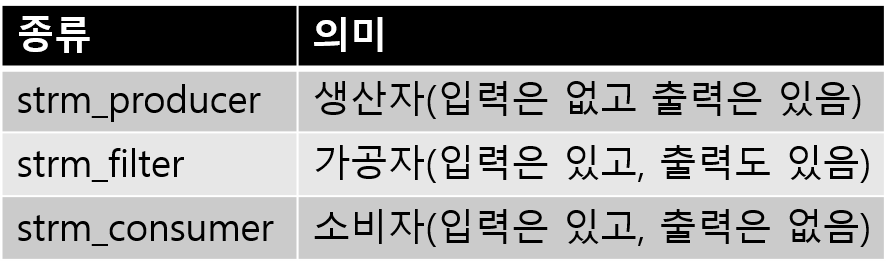 종류 의미
strm_producer 생산자(입력은 없고 출력은 있음)
strm_filter 가공자(입력은 있고, 출력도 있음)
strm_consumer 소비자(입력은 있고, 출력은 없음)